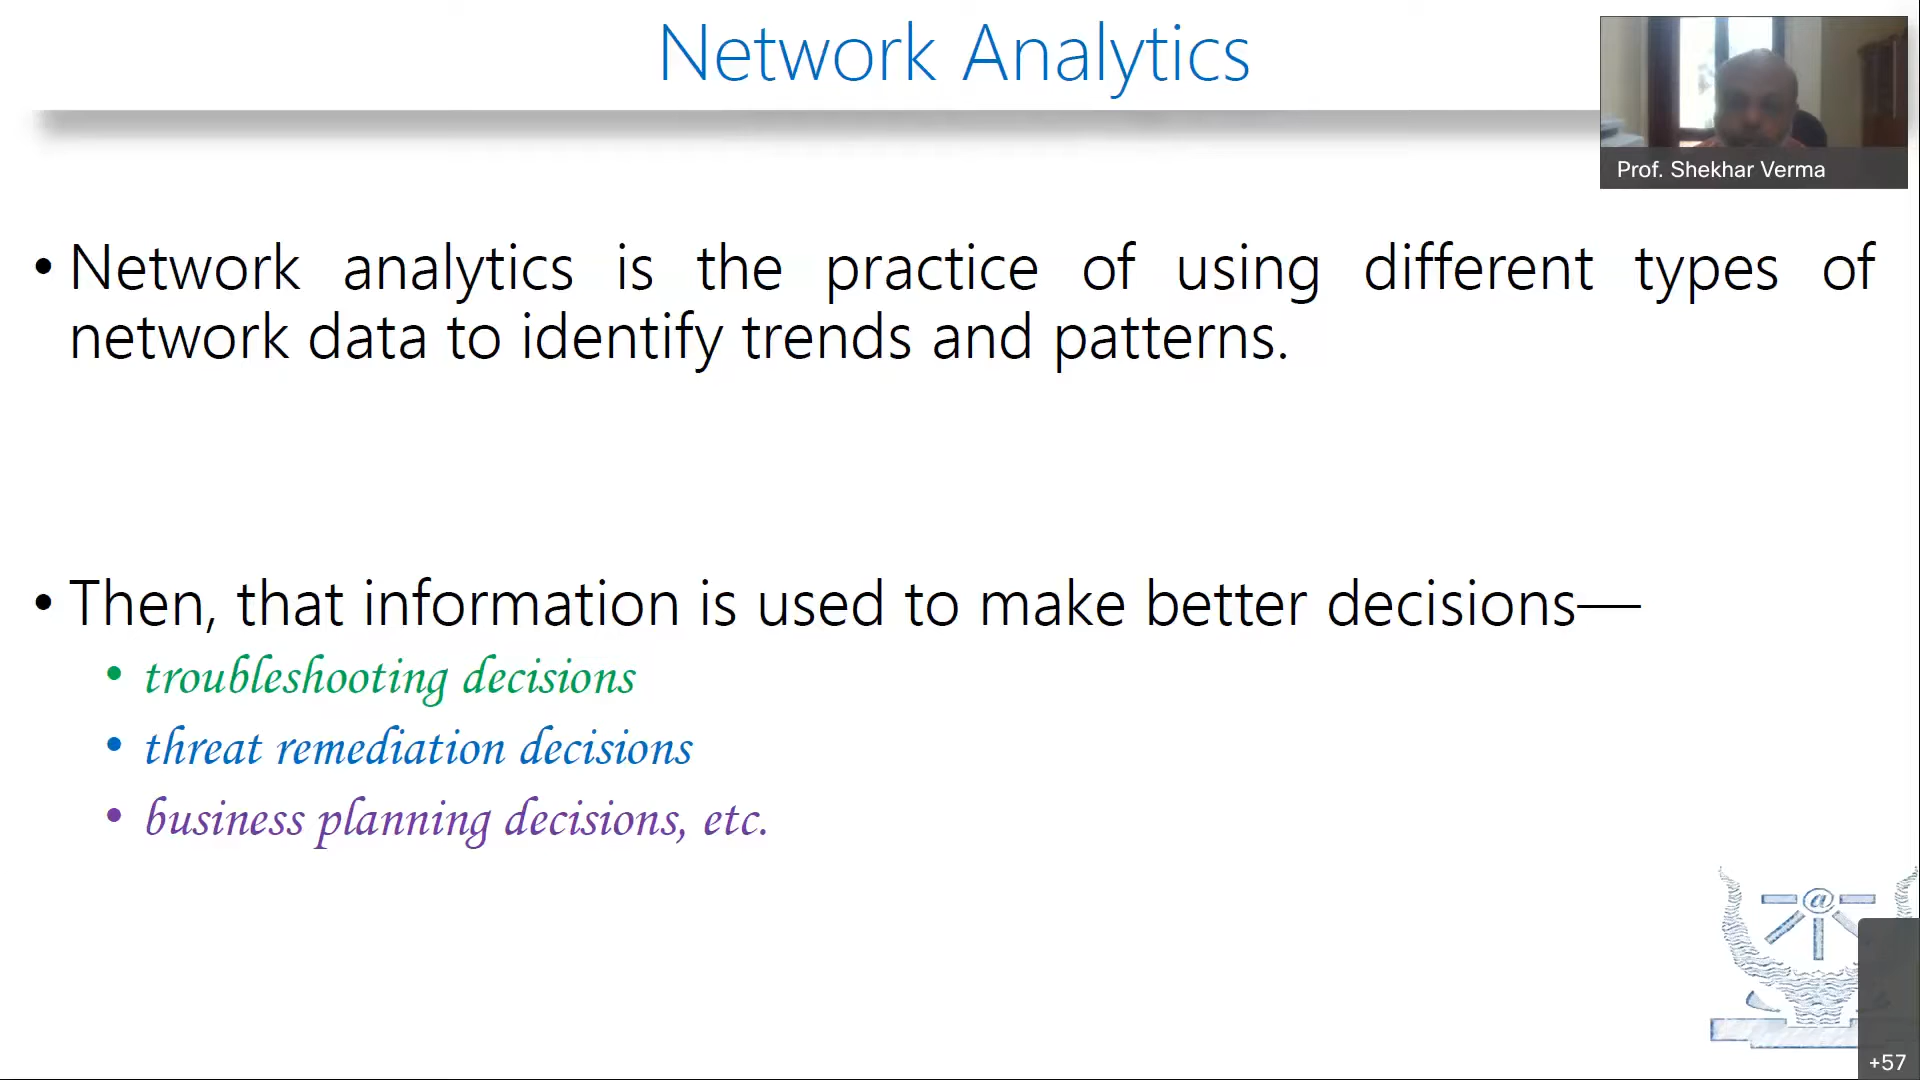 Network Analytics
Prof. Shekhar Verma
• Network analytics is the practice of using different types of
network data to identify trends and patterns.
• Then, that information is used to make better decisions—
• troubleshooting decisions
• threat remediation decisions
• business planning decisions, etc.
@
+57